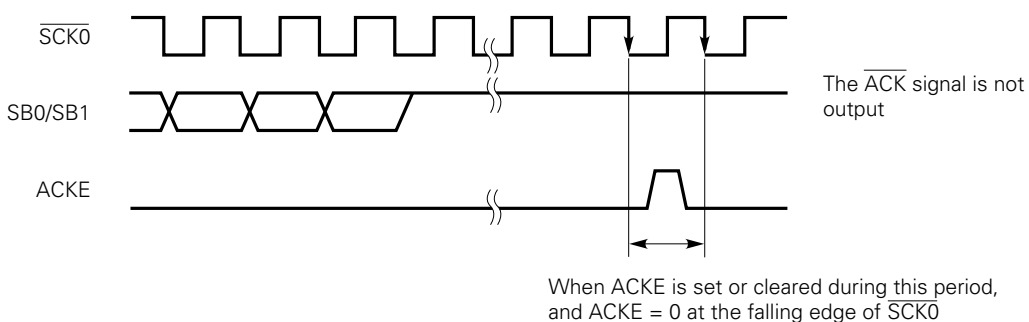 SCK0
The ACK signal is not
output
SB0/SB1
ACKE
When ACKE is set or cleared during this period,
and ACKE = 0 at the falling edge of SCK0